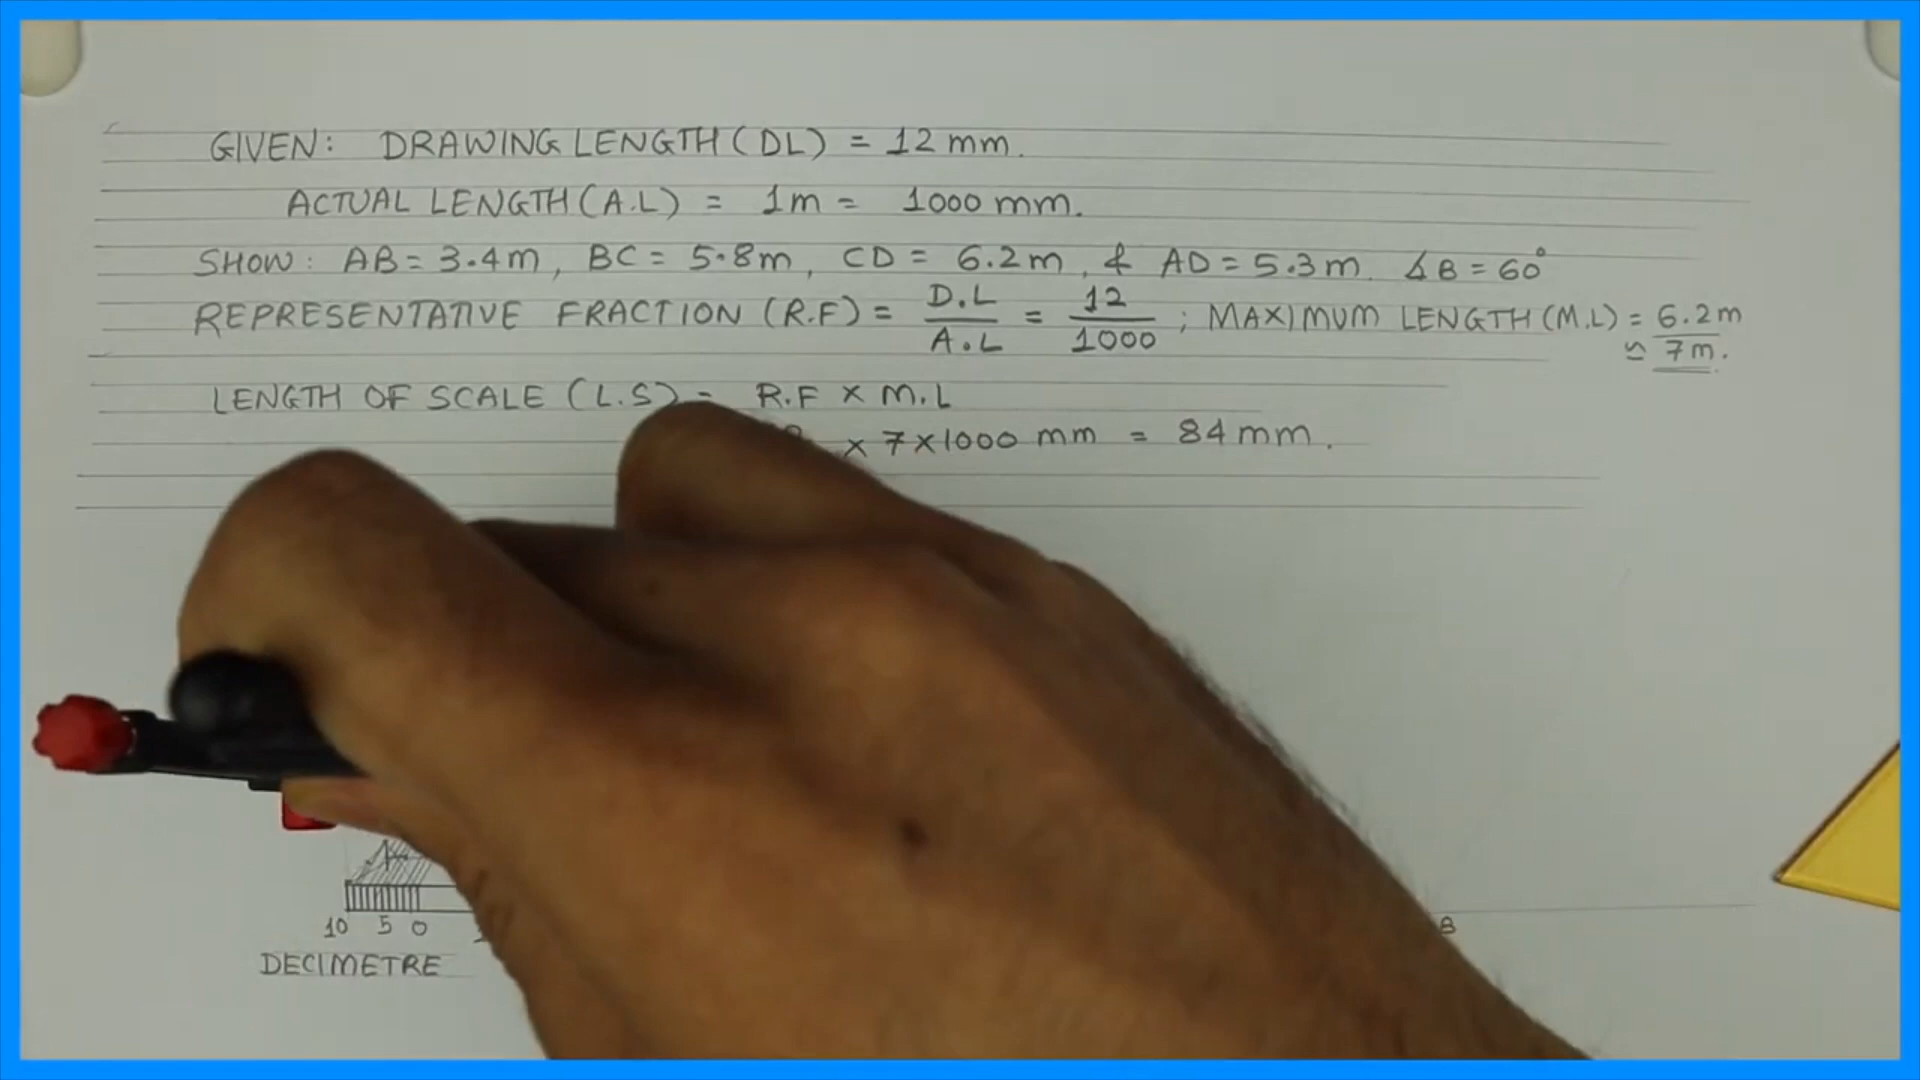 GIVEN: DRAWING LENGTH (DL) = 12 mm.
ACTUAL LENGTH (A.L) = 1m = 1000 mm.
SHOW: AB = 3.4m, BC = 5.8m, CD = 6.2m, & AD = 5.3m. ∡B = 60°
REPRESENTATIVE FRACTION (R.F) = D.L / A.L = 12 / 1000 ; MAXIMUM LENGTH (M.L) = 6.2m
≃ 7m.
LENGTH OF SCALE (L.S) = R.F × M.L
× 7 × 1000 mm = 84 mm.
10 5 0
B
DECIMETRE